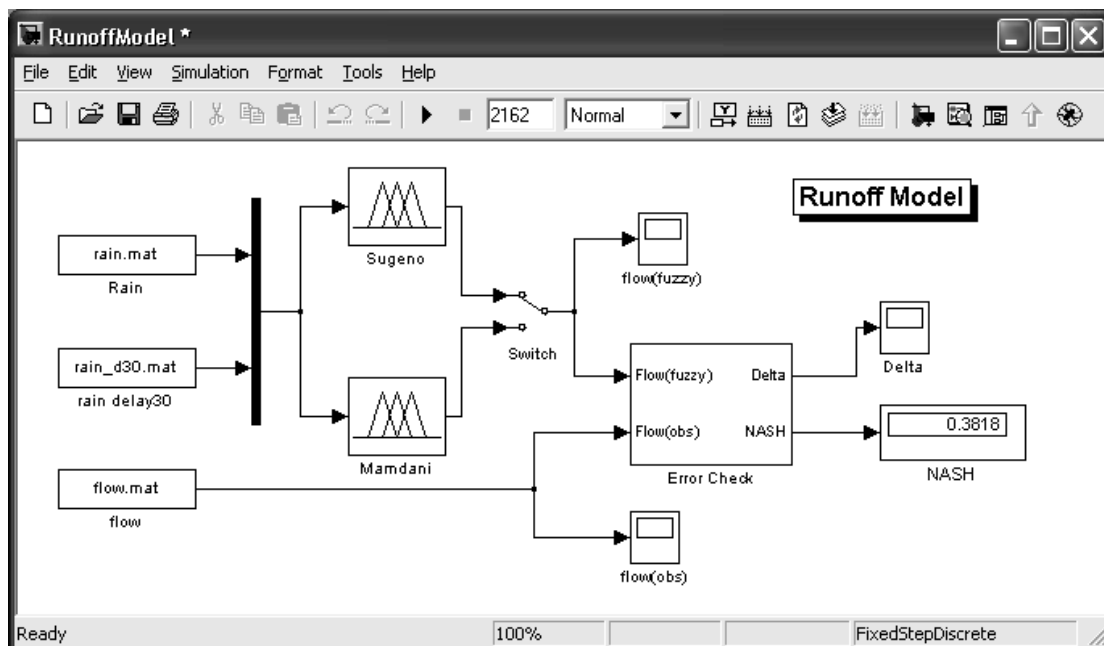 RunoffModel *
File Edit View Simulation Format Tools Help
2162 Normal
Runoff Model
Sugeno
rain.mat
Rain
flow(fuzzy)
Switch
rain_d30.mat
rain delay30
Delta
Flow(fuzzy) Delta
Flow(obs) NASH
0.3818
Mamdani
Error Check
NASH
flow.mat
flow
flow(obs)
Ready 100% FixedStepDiscrete